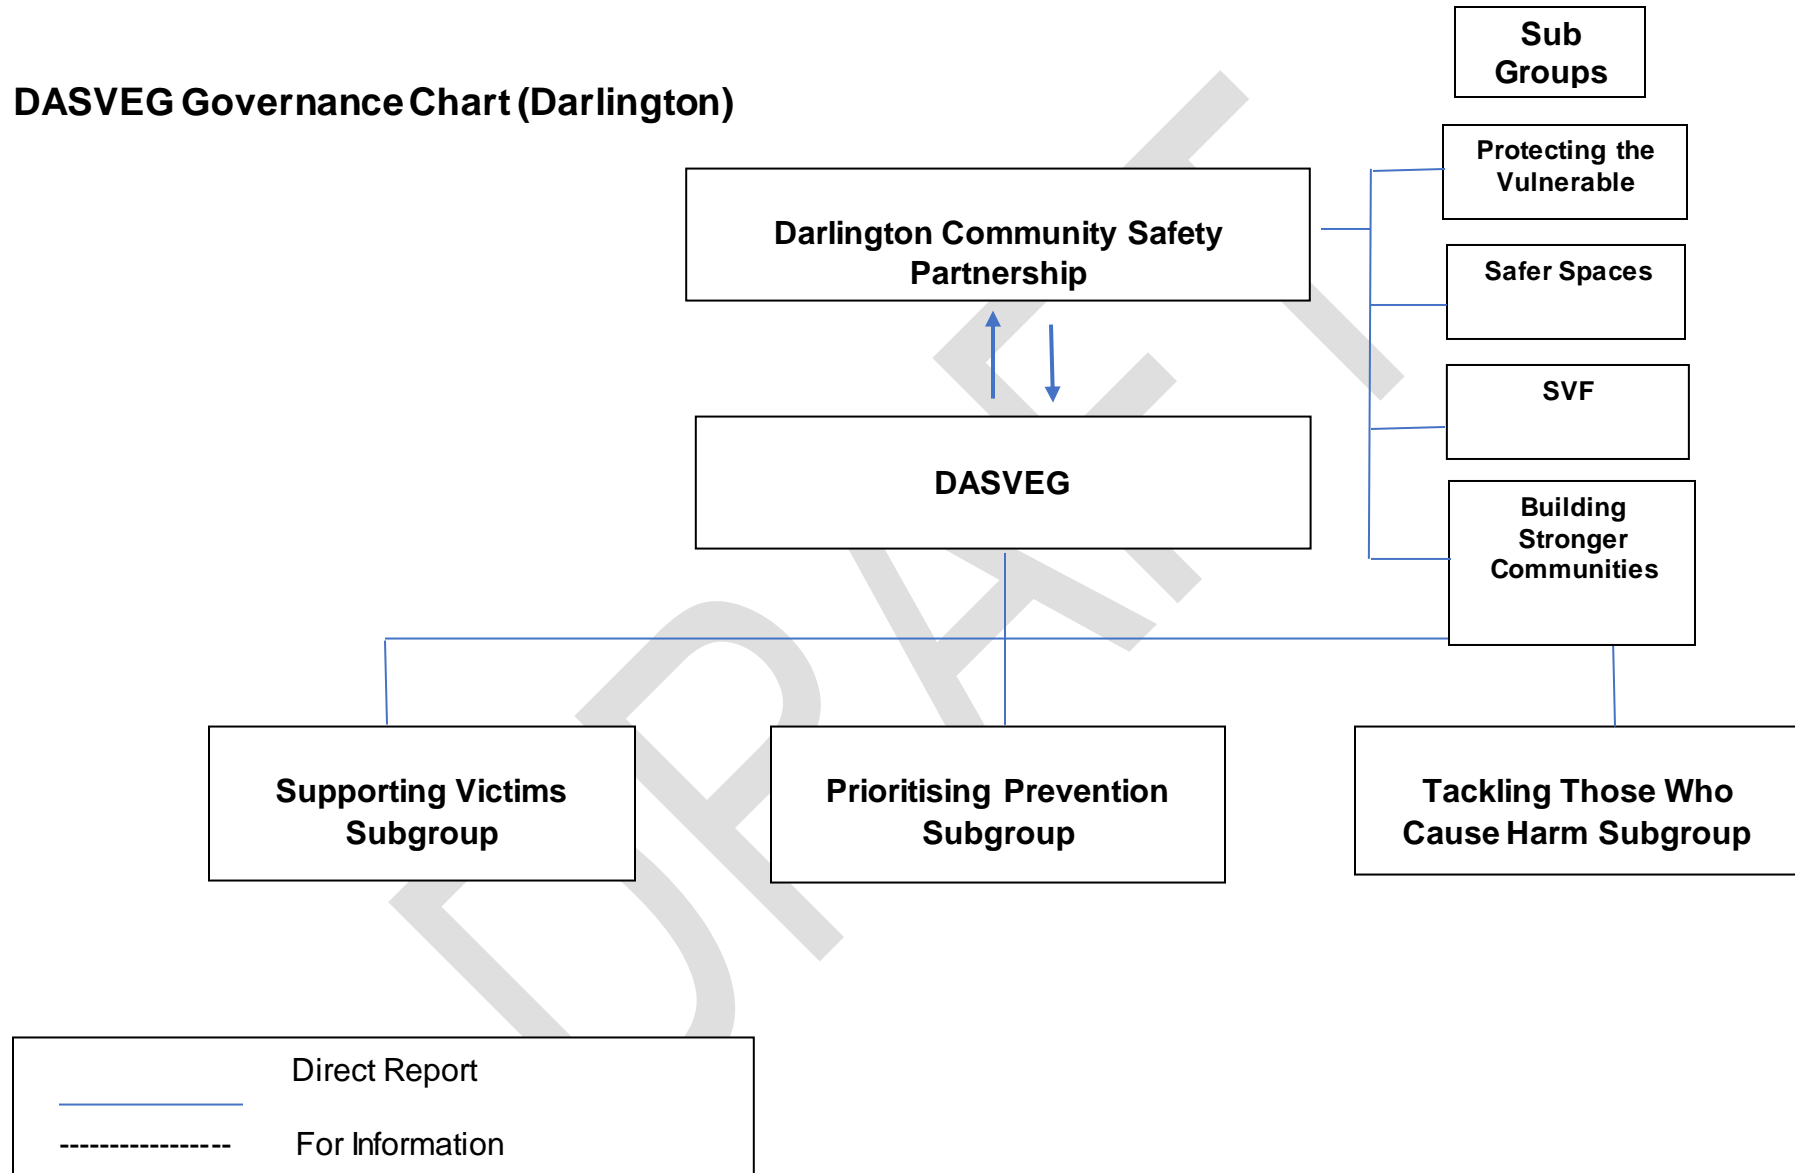 Sub
Groups
DASVEG Governance Chart (Darlington)
Protecting the
Vulnerable
Darlington Community Safety
Partnership
Safer Spaces
SVF
DASVEG
Building
Stronger
Communities
Supporting Victims
Subgroup
Prioritising Prevention
Subgroup
Tackling Those Who
Cause Harm Subgroup
DRAFT
Direct Report
For Information